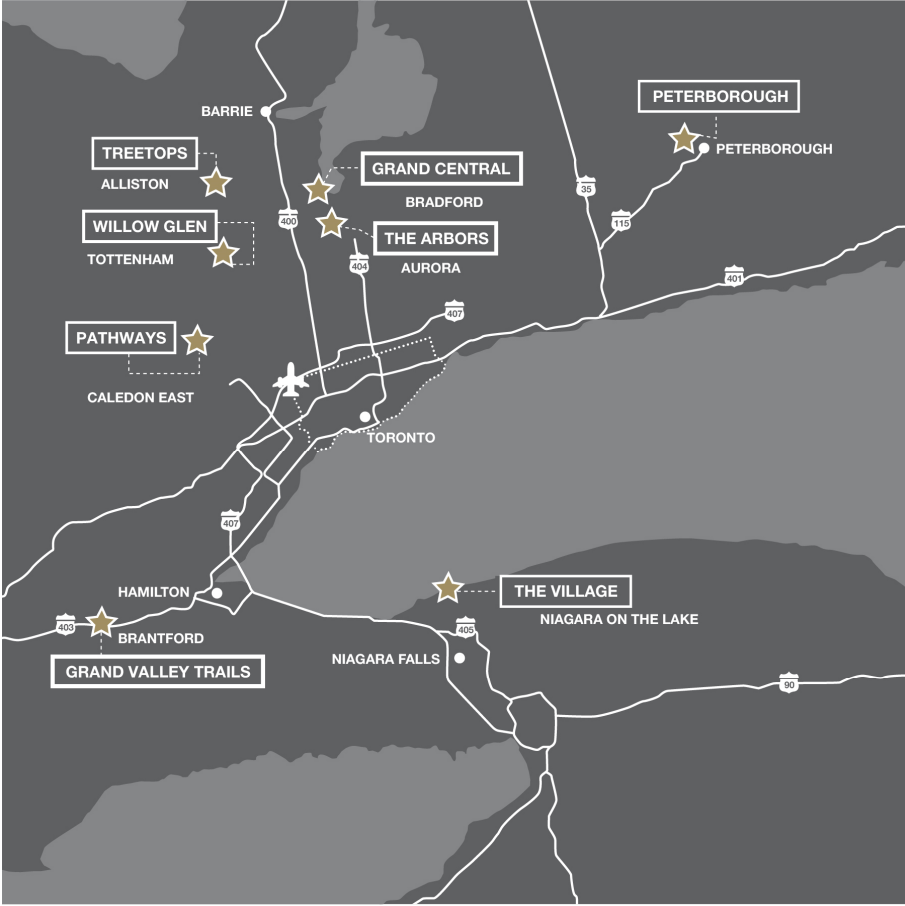 PETERBOROUGH
BARRIE
PETERBOROUGH
TREETOPS
GRAND CENTRAL
ALLISTON
35
BRADFORD
400
115
WILLOW GLEN
THE ARBORS
TOTTENHAM
404
AURORA
401
407
PATHWAYS
CALEDON EAST
TORONTO
407
HAMILTON
THE VILLAGE
NIAGARA ON THE LAKE
403
405
BRANTFORD
NIAGARA FALLS
GRAND VALLEY TRAILS
90